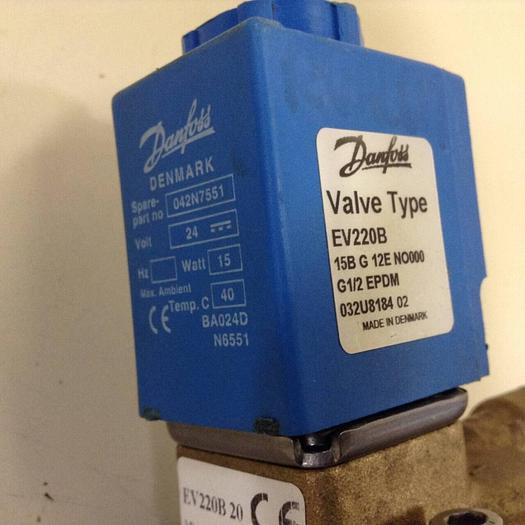 Danfoss
DENMARK
Spare-
part no 042N7551
Volt 24
Hz Watt 15
Max. Ambient
Temp. C 40
CE BA024D
N6551
Danfoss
Valve Type
EV220B
15B G 12E NO000
G1/2 EPDM
032U8184 02
MADE IN DENMARK
EV220B 20 CE